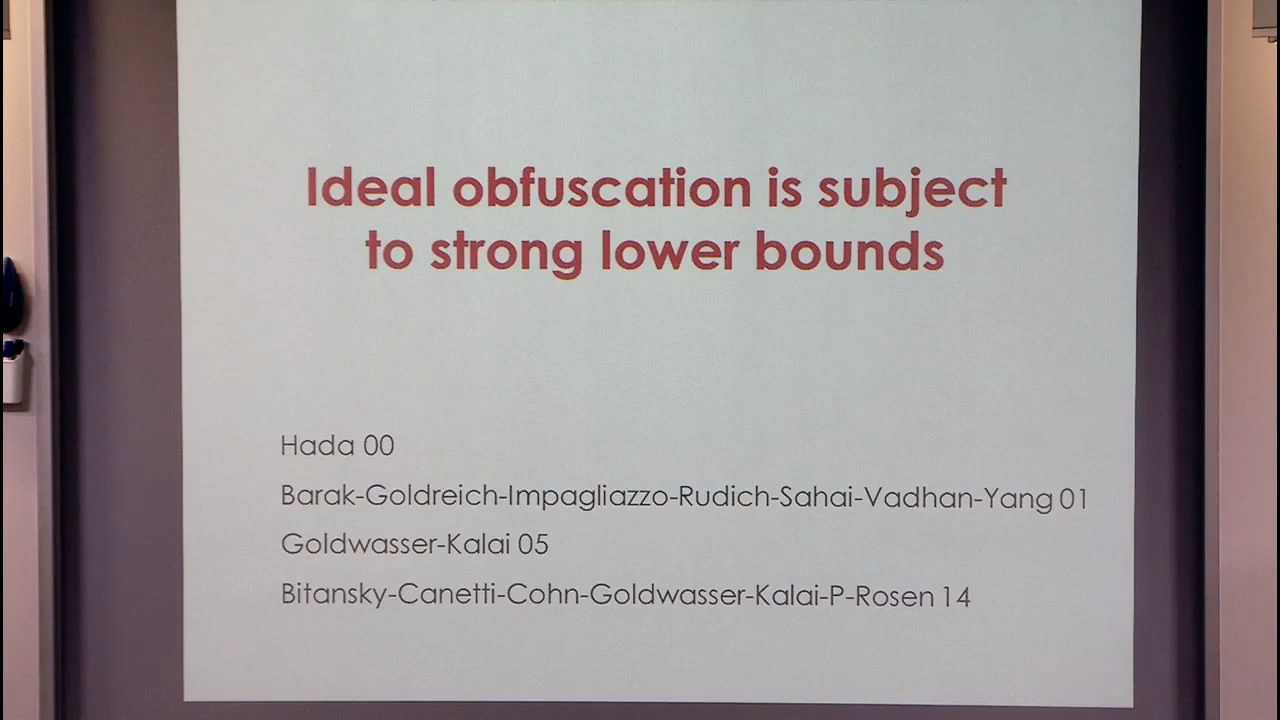 Ideal obfuscation is subject
to strong lower bounds
Hada 00
Barak-Goldreich-Impagliazzo-Rudich-Sahai-Vadhan-Yang 01
Goldwasser-Kalai 05
Bitansky-Canetti-Cohn-Goldwasser-Kalai-P-Rosen 14